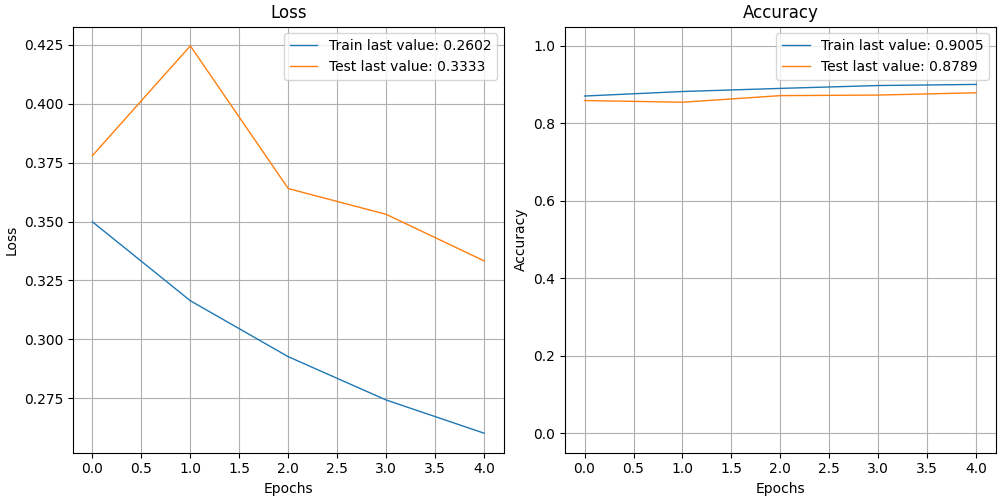 Loss
Train last value: 0.2602
Test last value: 0.3333
0.425
0.400
0.375
0.350
0.325
0.300
0.275
Loss
0.0 0.5 1.0 1.5 2.0 2.5 3.0 3.5 4.0
Epochs
Accuracy
Train last value: 0.9005
Test last value: 0.8789
1.0
0.8
0.6
0.4
0.2
0.0
Accuracy
0.0 0.5 1.0 1.5 2.0 2.5 3.0 3.5 4.0
Epochs